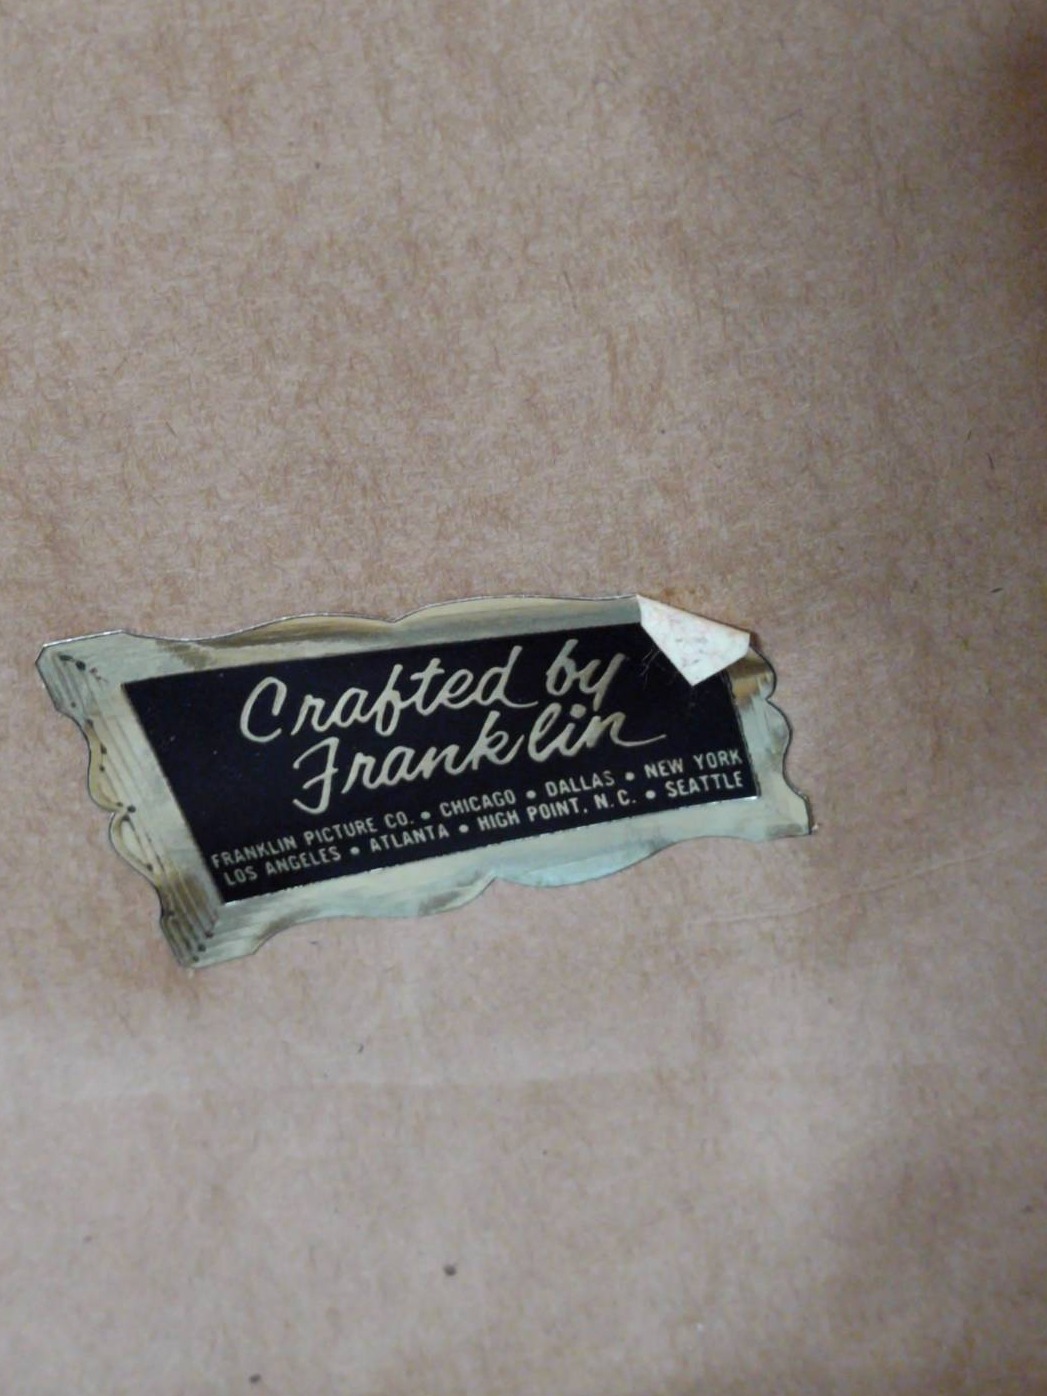 Crafted by
Franklin
FRANKLIN PICTURE CO. • CHICAGO • DALLAS • NEW YORK
LOS ANGELES • ATLANTA • HIGH POINT, N.C. • SEATTLE